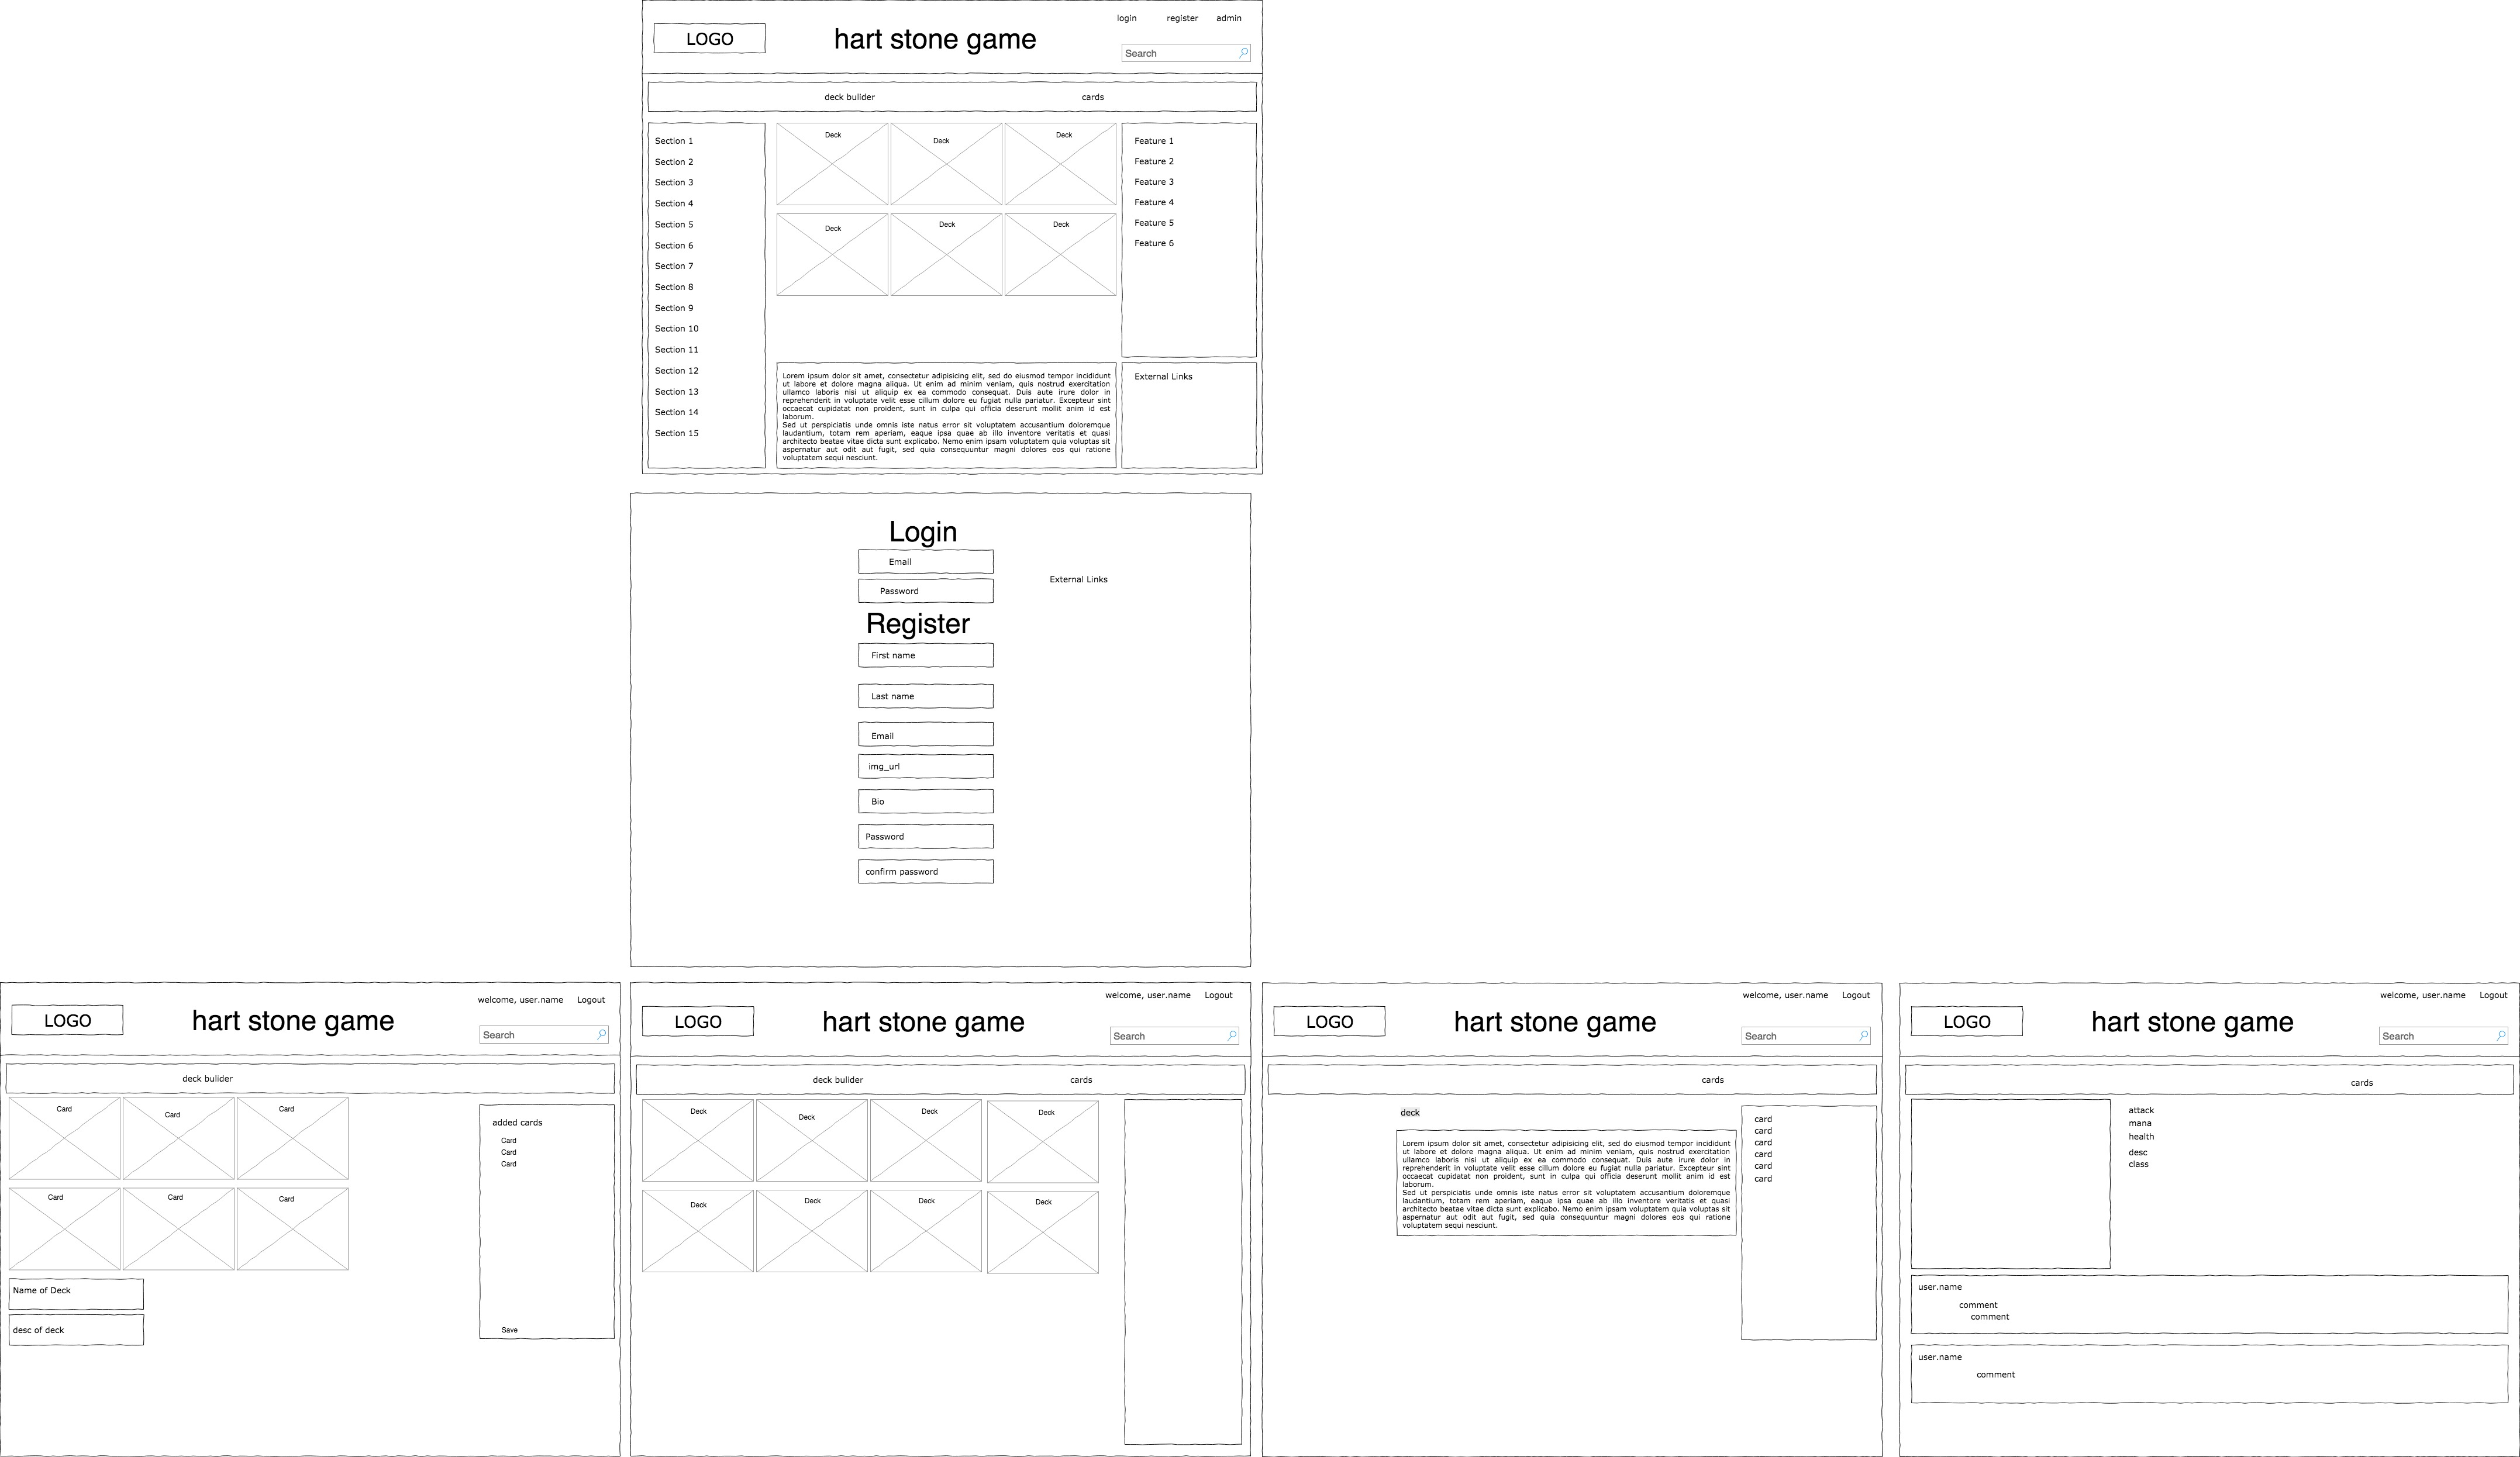 login register admin
LOGO
hart stone game
Search
deck bulider cards
Section 1
Section 2
Section 3
Section 4
Section 5
Section 6
Section 7
Section 8
Section 9
Section 10
Section 11
Section 12
Section 13
Section 14
Section 15
Deck Deck Deck
Deck Deck Deck
Lorem ipsum dolor sit amet, consectetur adipisicing elit, sed do eiusmod tempor incididunt
ut labore et dolore magna aliqua. Ut enim ad minim veniam, quis nostrud exercitation
ullamco laboris nisi ut aliquip ex ea commodo consequat. Duis aute irure dolor in
reprehenderit in voluptate velit esse cillum dolore eu fugiat nulla pariatur. Excepteur sint
occaecat cupidatat non proident, sunt in culpa qui officia deserunt mollit anim id est
laborum.
Sed ut perspiciatis unde omnis iste natus error sit voluptatem accusantium doloremque
laudantium, totam rem aperiam, eaque ipsa quae ab illo inventore veritatis et quasi
architecto beatae vitae dicta sunt explicabo. Nemo enim ipsam voluptatem quia voluptas sit
aspernatur aut odit aut fugit, sed quia consequuntur magni dolores eos qui ratione
voluptatem sequi nesciunt.
Feature 1
Feature 2
Feature 3
Feature 4
Feature 5
Feature 6
External Links
Login
Email
Password
External Links
Register
First name
Last name
Email
img_url
Bio
Password
confirm password
welcome, user.name Logout
LOGO
hart stone game
Search
deck bulider
Card Card Card
Card Card Card
Name of Deck
desc of deck
added cards
Card
Card
Card
Save
welcome, user.name Logout
LOGO
hart stone game
Search
deck bulider cards
Deck Deck Deck Deck
Deck Deck Deck Deck
welcome, user.name Logout
LOGO
hart stone game
Search
cards
deck
Lorem ipsum dolor sit amet, consectetur adipisicing elit, sed do eiusmod tempor incididunt
ut labore et dolore magna aliqua. Ut enim ad minim veniam, quis nostrud exercitation
ullamco laboris nisi ut aliquip ex ea commodo consequat. Duis aute irure dolor in
reprehenderit in voluptate velit esse cillum dolore eu fugiat nulla pariatur. Excepteur sint
occaecat cupidatat non proident, sunt in culpa qui officia deserunt mollit anim id est
laborum.
Sed ut perspiciatis unde omnis iste natus error sit voluptatem accusantium doloremque
laudantium, totam rem aperiam, eaque ipsa quae ab illo inventore veritatis et quasi
architecto beatae vitae dicta sunt explicabo. Nemo enim ipsam voluptatem quia voluptas sit
aspernatur aut odit aut fugit, sed quia consequuntur magni dolores eos qui ratione
voluptatem sequi nesciunt.
card
card
card
card
card
card
welcome, user.name Logout
LOGO
hart stone game
Search
cards
attack
mana
health
desc
class
user.name
comment
comment
user.name
comment